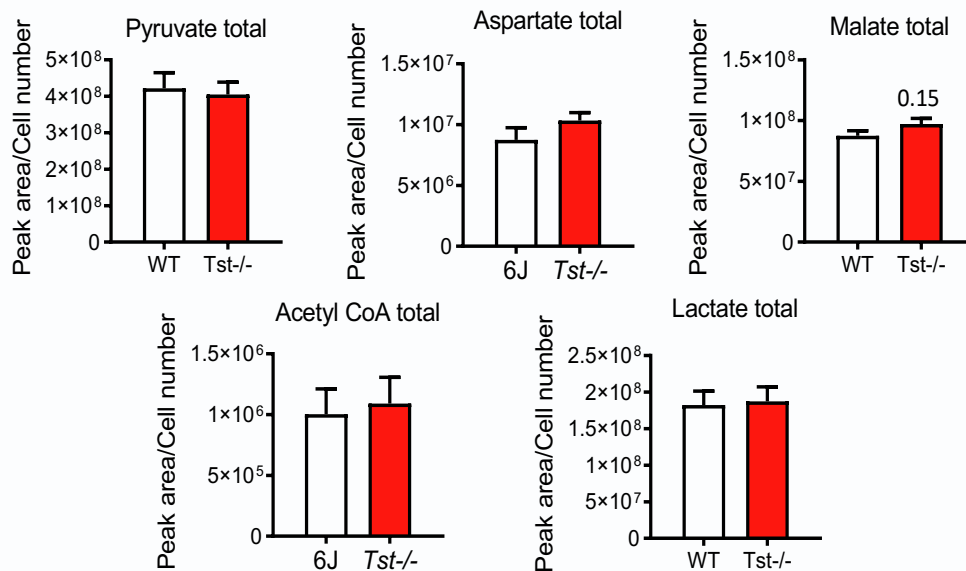 Pyruvate total
Peak area/Cell number
5×10⁸
4×10⁸
3×10⁸
2×10⁸
1×10⁸
0
WT
Tst-/-
Aspartate total
Peak area/Cell number
1.5×10⁷
1×10⁷
5×10⁶
0
6J
Tst-/-
Malate total
Peak area/Cell number
1.5×10⁸
1×10⁸
5×10⁷
0
0.15
WT
Tst-/-
Acetyl CoA total
Peak area/Cell number
1.5×10⁶
1×10⁶
5×10⁵
0
6J
Tst-/-
Lactate total
Peak area/Cell number
2.5×10⁸
2×10⁸
1.5×10⁸
1×10⁸
5×10⁷
0
WT
Tst-/-